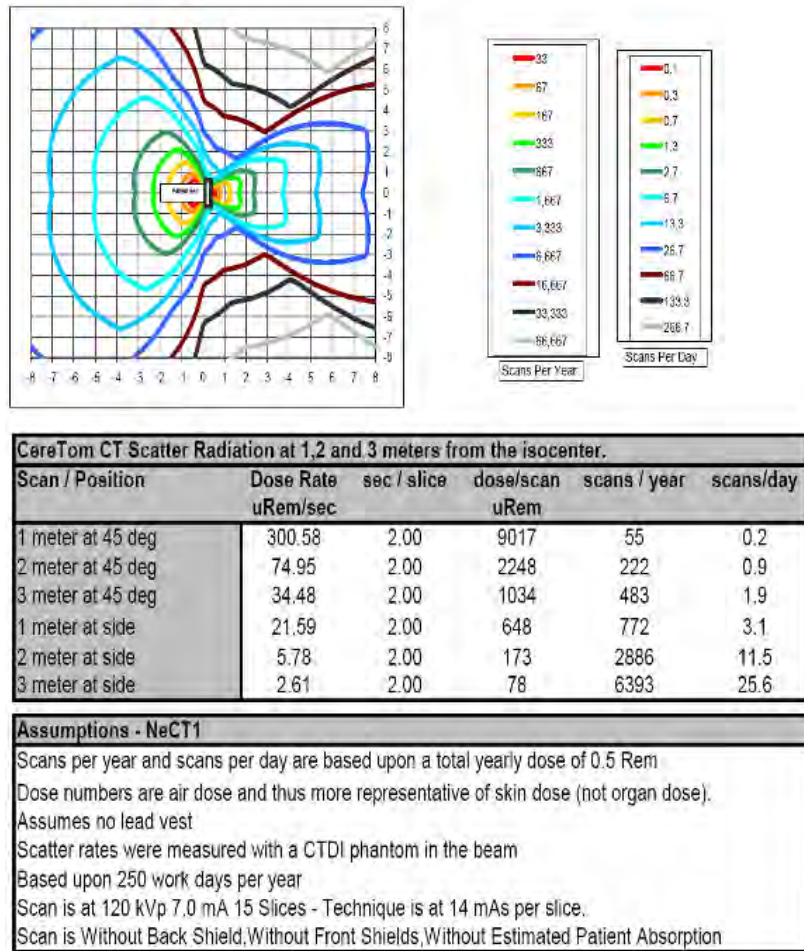 8
7
6
5
4
3
2
1
0
-1
-2
-3
-4
-5
-6
-7
-8
-8 -7 -6 -5 -4 -3 -2 -1 0 1 2 3 4 5 6 7 8
33
67
167
333
667
1,667
3,333
6,667
16,667
33,333
66,667
Scans Per Year
0.1
0.3
0.7
1.3
2.7
6.7
13.3
26.7
66.7
133.3
266.7
Scans Per Day
CereTom CT Scatter Radiation at 1,2 and 3 meters from the isocenter.
Scan / Position Dose Rate sec / slice dose/scan scans / year scans/day
uRem/sec uRem
1 meter at 45 deg 300.58 2.00 9017 55 0.2
2 meter at 45 deg 74.95 2.00 2248 222 0.9
3 meter at 45 deg 34.48 2.00 1034 483 1.9
1 meter at side 21.59 2.00 648 772 3.1
2 meter at side 5.78 2.00 173 2886 11.5
3 meter at side 2.61 2.00 78 6393 25.6
Assumptions - NeCT1
Scans per year and scans per day are based upon a total yearly dose of 0.5 Rem
Dose numbers are air dose and thus more representative of skin dose (not organ dose).
Assumes no lead vest
Scatter rates were measured with a CTDI phantom in the beam
Based upon 250 work days per year
Scan is at 120 kVp 7.0 mA 15 Slices - Technique is at 14 mAs per slice.
Scan is Without Back Shield,Without Front Shields,Without Estimated Patient Absorption